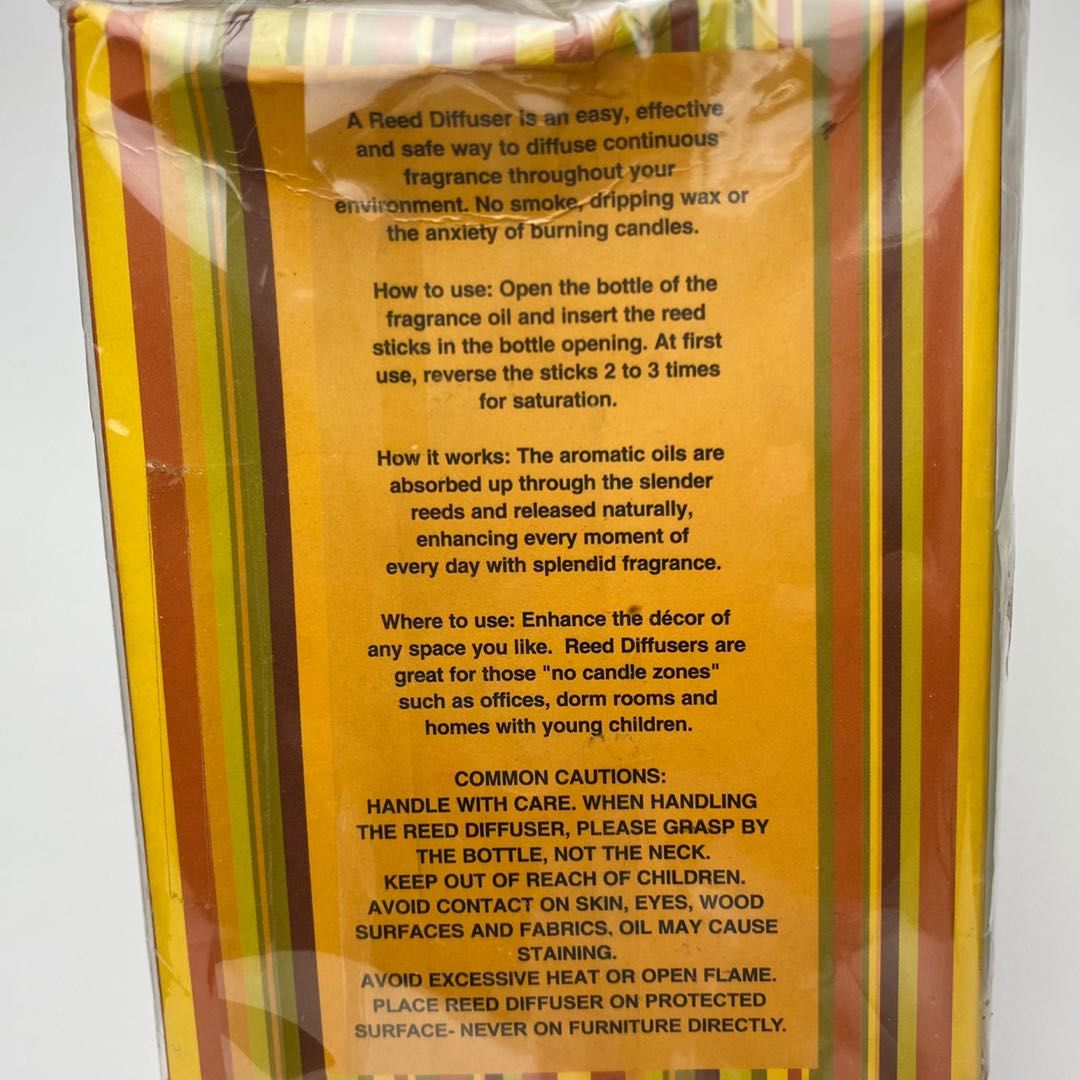 A Reed Diffuser is an easy, effective
and safe way to diffuse continuous
fragrance throughout your
environment. No smoke, dripping wax or
the anxiety of burning candles.
How to use: Open the bottle of the
fragrance oil and insert the reed
sticks in the bottle opening. At first
use, reverse the sticks 2 to 3 times
for saturation.
How it works: The aromatic oils are
absorbed up through the slender
reeds and released naturally,
enhancing every moment of
every day with splendid fragrance.
Where to use: Enhance the décor of
any space you like. Reed Diffusers are
great for those "no candle zones"
such as offices, dorm rooms and
homes with young children.
COMMON CAUTIONS:
HANDLE WITH CARE. WHEN HANDLING
THE REED DIFFUSER, PLEASE GRASP BY
THE BOTTLE, NOT THE NECK.
KEEP OUT OF REACH OF CHILDREN.
AVOID CONTACT ON SKIN, EYES, WOOD
SURFACES AND FABRICS. OIL MAY CAUSE
STAINING.
AVOID EXCESSIVE HEAT OR OPEN FLAME.
PLACE REED DIFFUSER ON PROTECTED
SURFACE- NEVER ON FURNITURE DIRECTLY.